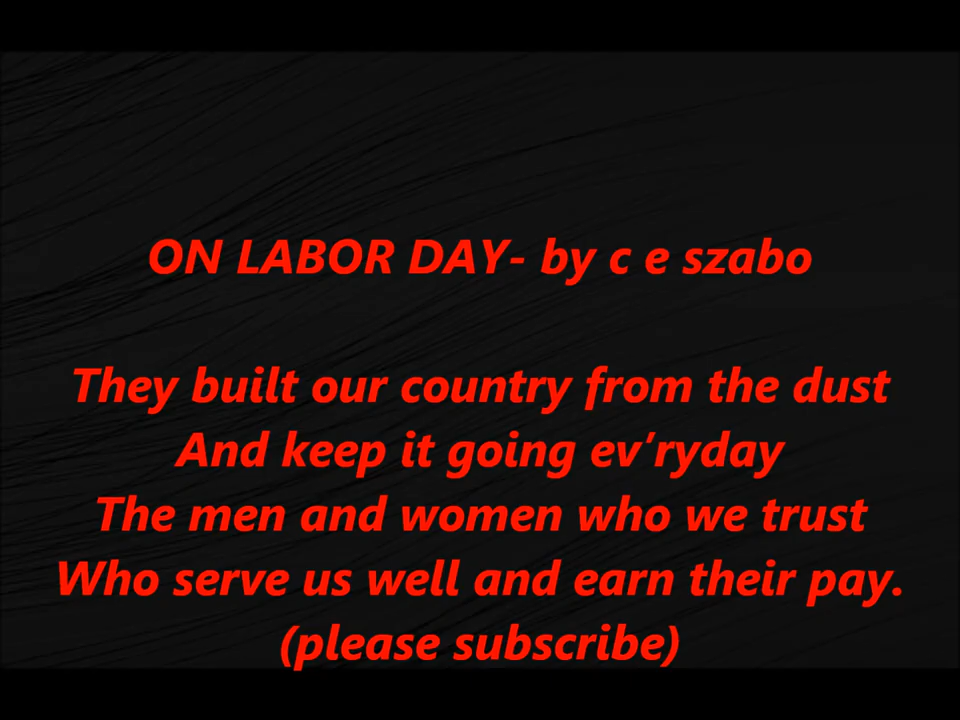 ON LABOR DAY- by c e szabo
They built our country from the dust
And keep it going ev’ryday
The men and women who we trust
Who serve us well and earn their pay.
(please subscribe)